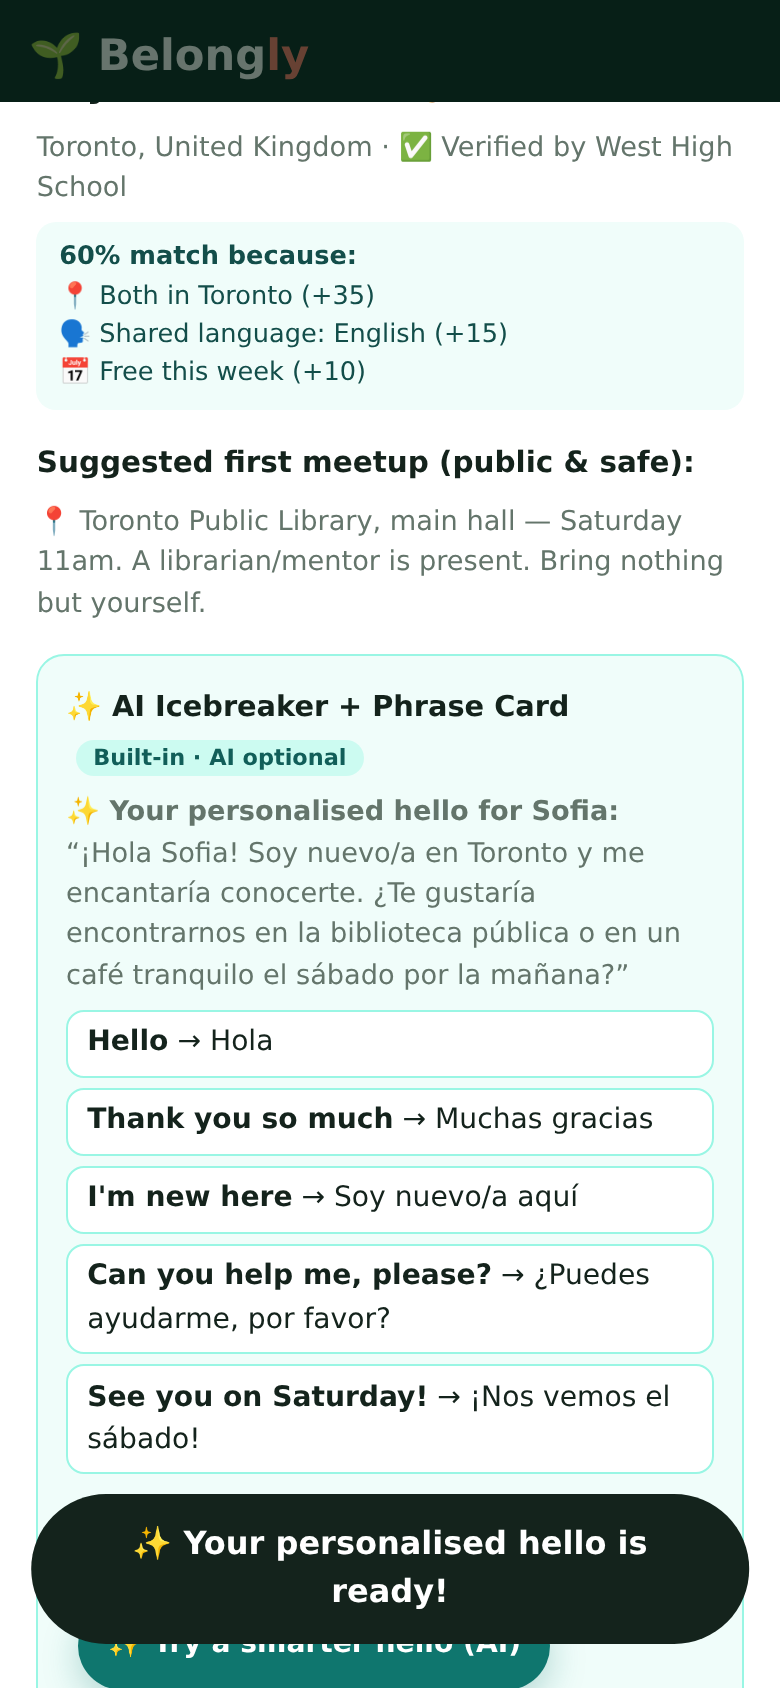 🌱 Belongly
Toronto, United Kingdom · ✅ Verified by West High
School
60% match because:
📍 Both in Toronto (+35)
🗣️ Shared language: English (+15)
📅 Free this week (+10)
Suggested first meetup (public & safe):
📍 Toronto Public Library, main hall — Saturday
11am. A librarian/mentor is present. Bring nothing
but yourself.
✨ AI Icebreaker + Phrase Card
Built-in · AI optional
✨ Your personalised hello for Sofia:
“¡Hola Sofia! Soy nuevo/a en Toronto y me
encantaría conocerte. ¿Te gustaría
encontrarnos en la biblioteca pública o en un
café tranquilo el sábado por la mañana?”
Hello → Hola
Thank you so much → Muchas gracias
I'm new here → Soy nuevo/a aquí
Can you help me, please? → ¿Puedes
ayudarme, por favor?
See you on Saturday! → ¡Nos vemos el
sábado!
✨ Your personalised hello is
ready!
✨ Try a smarter hello (AI)